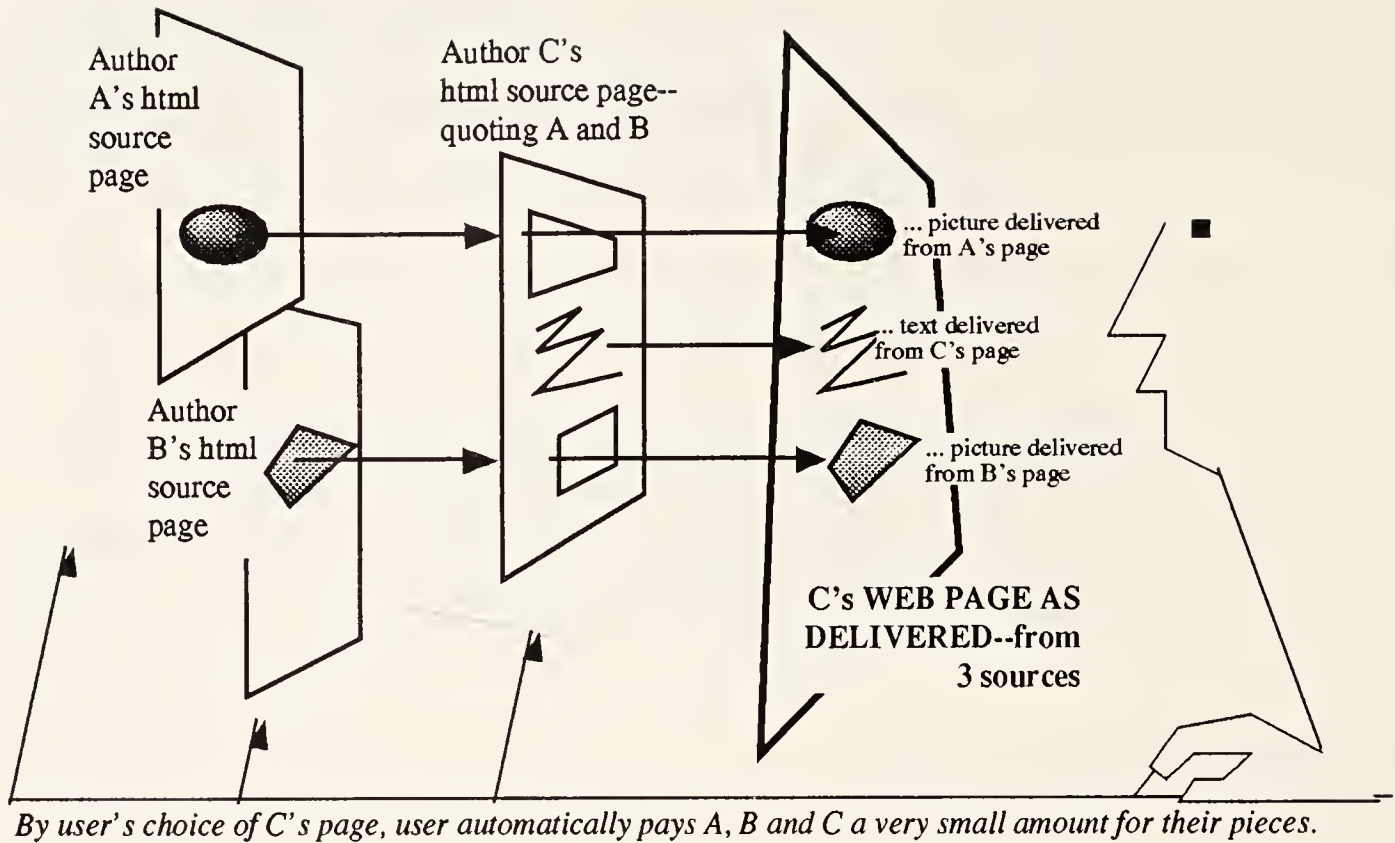 Author
A's html
source
page
Author C's
html source page--
quoting A and B
... picture delivered
from A's page
... text delivered
from C's page
Author
B's html
source
page
... picture delivered
from B's page
C's WEB PAGE AS
DELIVERED--from
3 sources
By user's choice of C's page, user automatically pays A, B and C a very small amount for their pieces.